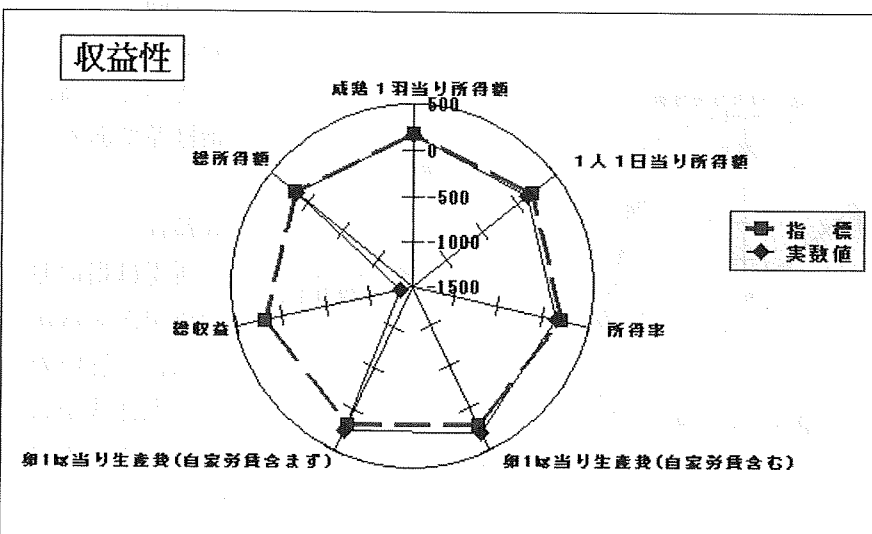 収益性
成鶏1羽当り所得額
500
0
-500
-1000
-1500
1人1日当り所得額
所得率
卵1kg当り生産費(自家労賃含む)
卵1kg当り生産費(自家労賃含まず)
総収益
総所得額
指　標
実数値